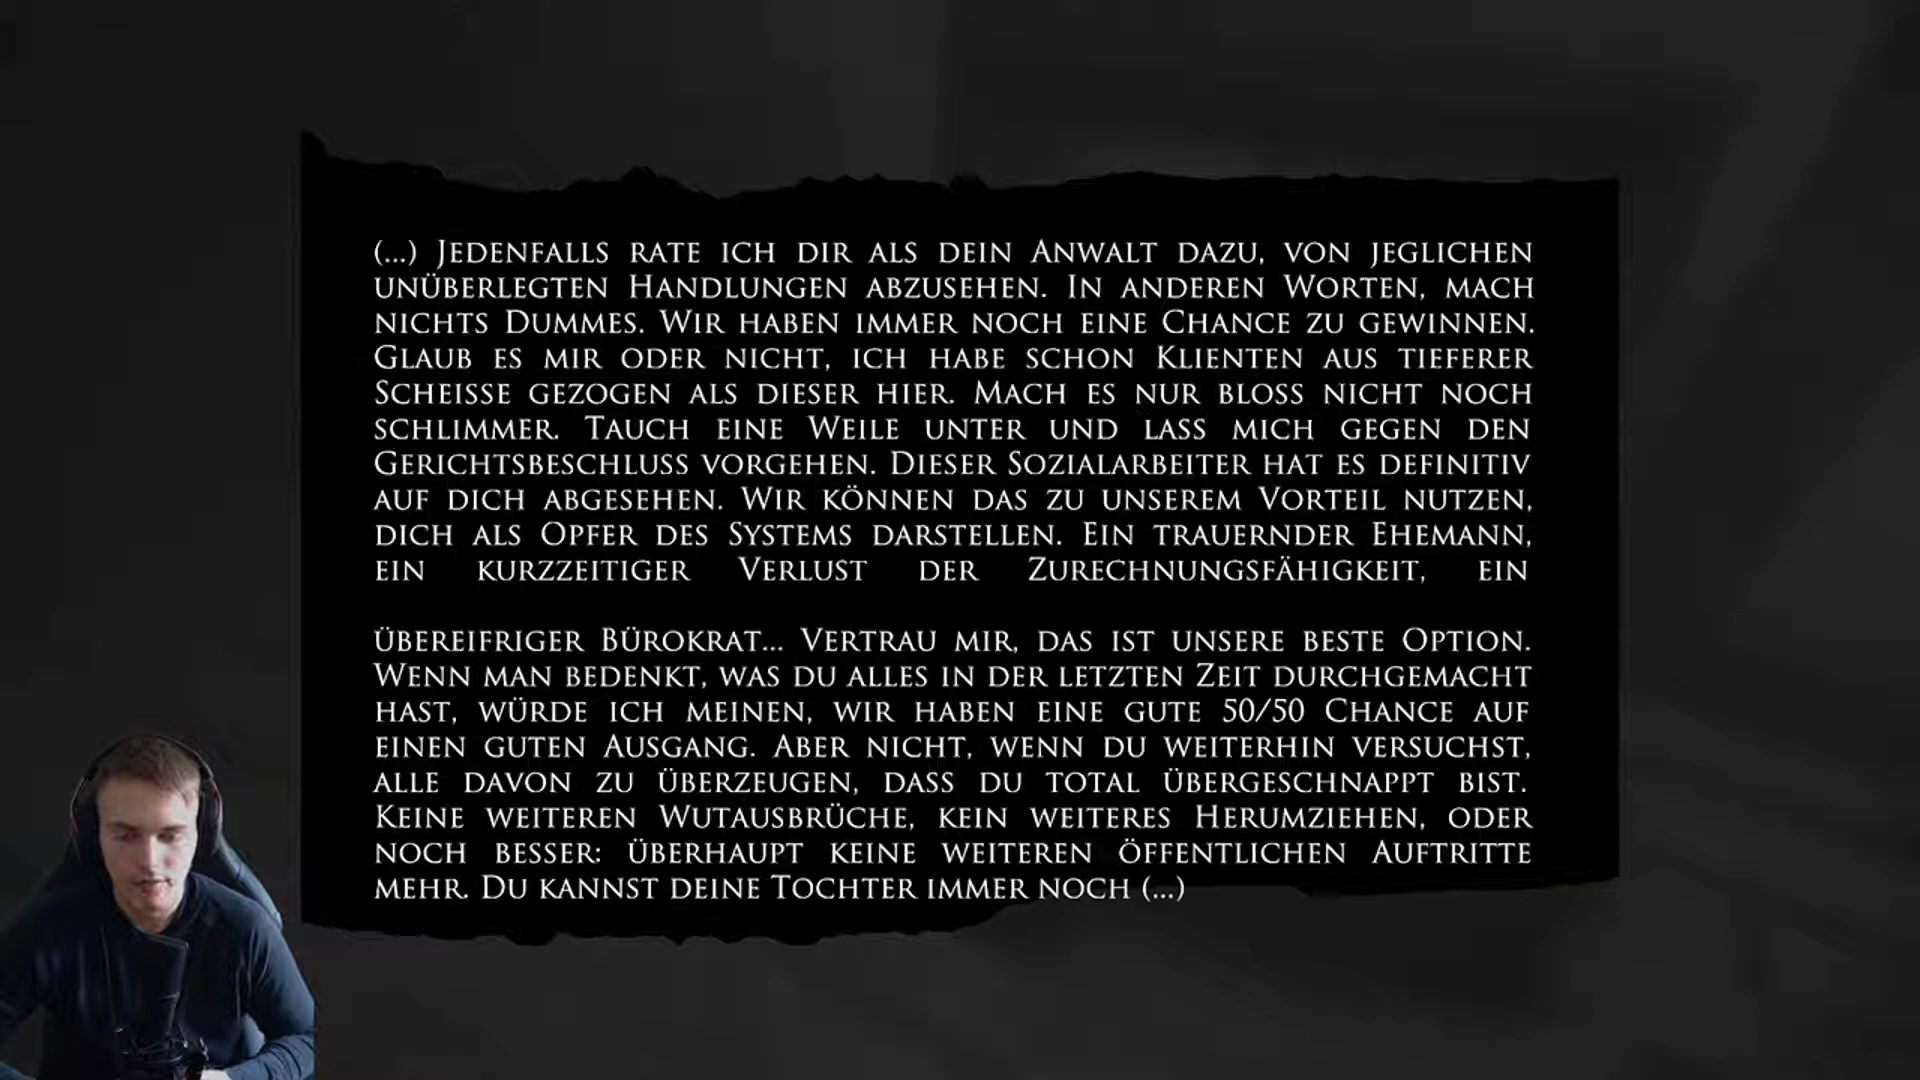 (...) Jedenfalls rate ich dir als dein Anwalt dazu, von jeglichen
unüberlegten Handlungen abzusehen. In anderen Worten, mach
nichts Dummes. Wir haben immer noch eine Chance zu gewinnen.
Glaub es mir oder nicht, ich habe schon Klienten aus tieferer
Scheisse gezogen als dieser hier. Mach es nur bloss nicht noch
schlimmer. Tauch eine Weile unter und lass mich gegen den
Gerichtsbeschluss vorgehen. Dieser Sozialarbeiter hat es definitiv
auf dich abgesehen. Wir können das zu unserem Vorteil nutzen,
dich als Opfer des Systems darstellen. Ein trauernder Ehemann,
ein kurzzeitiger Verlust der Zurechnungsfähigkeit, ein
übereifriger Bürokrat... Vertrau mir, das ist unsere beste Option.
Wenn man bedenkt, was du alles in der letzten Zeit durchgemacht
hast, würde ich meinen, wir haben eine gute 50/50 Chance auf
einen guten Ausgang. Aber nicht, wenn du weiterhin versuchst,
alle davon zu überzeugen, dass du total übergeschnappt bist.
Keine weiteren Wutausbrüche, kein weiteres Herumziehen, oder
noch besser: überhaupt keine weiteren öffentlichen Auftritte
mehr. Du kannst deine Tochter immer noch (...)